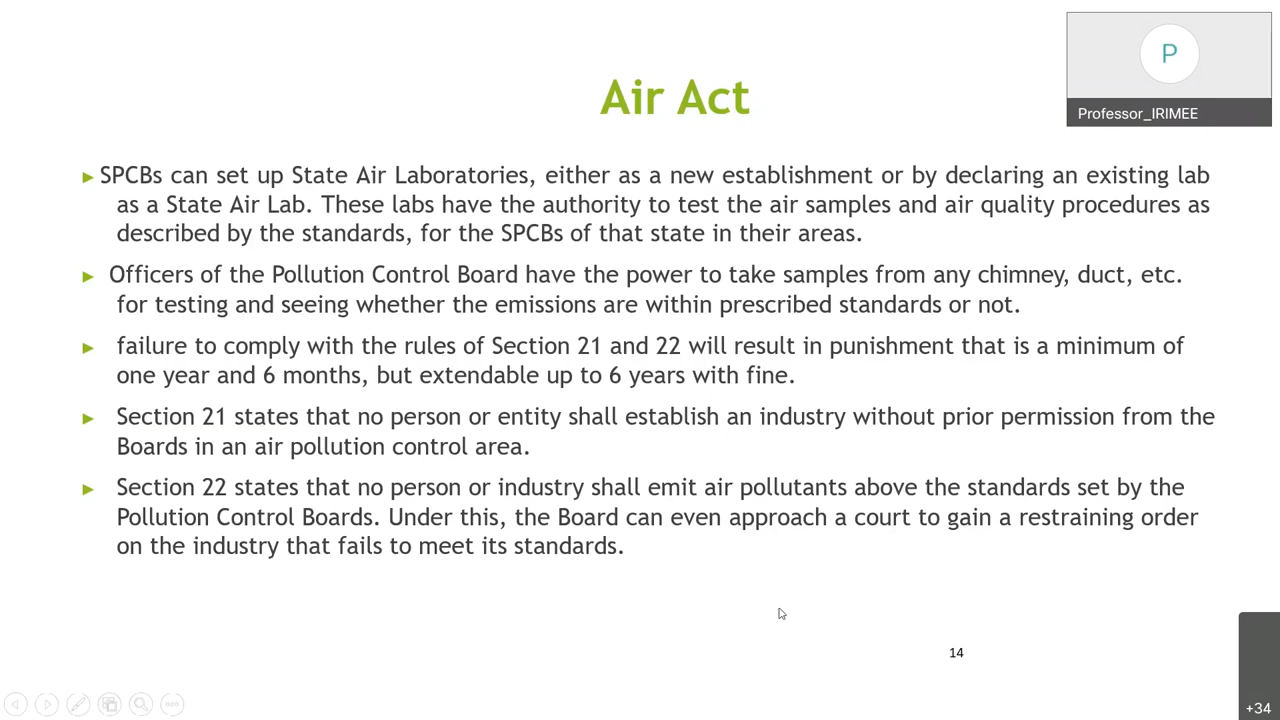 P
Professor_IRIMEE
Air Act
SPCBs can set up State Air Laboratories, either as a new establishment or by declaring an existing lab
as a State Air Lab. These labs have the authority to test the air samples and air quality procedures as
described by the standards, for the SPCBs of that state in their areas.
Officers of the Pollution Control Board have the power to take samples from any chimney, duct, etc.
for testing and seeing whether the emissions are within prescribed standards or not.
failure to comply with the rules of Section 21 and 22 will result in punishment that is a minimum of
one year and 6 months, but extendable up to 6 years with fine.
Section 21 states that no person or entity shall establish an industry without prior permission from the
Boards in an air pollution control area.
Section 22 states that no person or industry shall emit air pollutants above the standards set by the
Pollution Control Boards. Under this, the Board can even approach a court to gain a restraining order
on the industry that fails to meet its standards.
14
+34